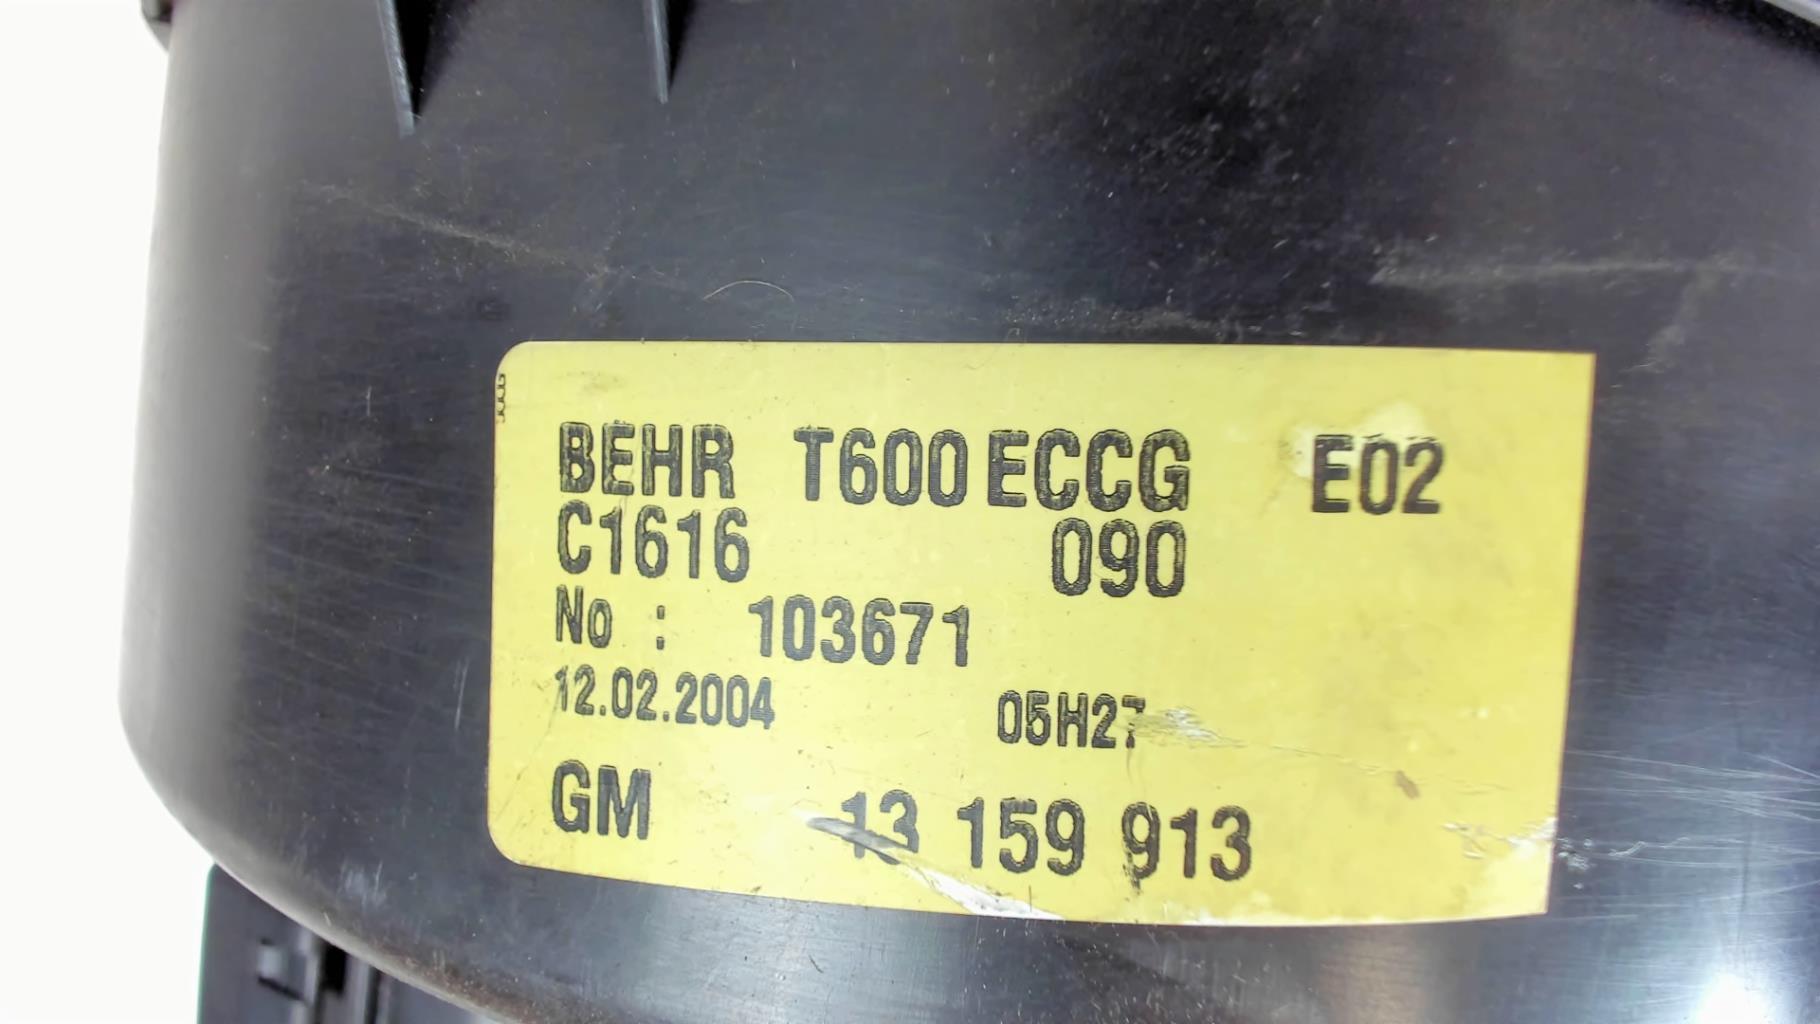 BEHR T600 ECCG E02
C1616 090
No : 103671
12.02.2004 05H27
GM 13 159 913